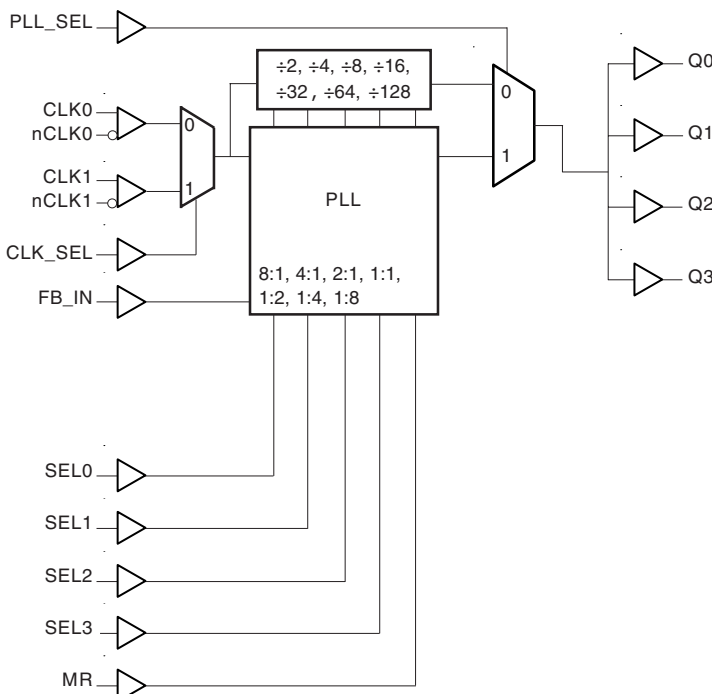 PLL_SEL
÷2, ÷4, ÷8, ÷16,
÷32 , ÷64, ÷128
0
1
Q0
Q1
Q2
Q3
CLK0
nCLK0
0
CLK1
nCLK1
1
CLK_SEL
FB_IN
PLL
8:1, 4:1, 2:1, 1:1,
1:2, 1:4, 1:8
SEL0
SEL1
SEL2
SEL3
MR